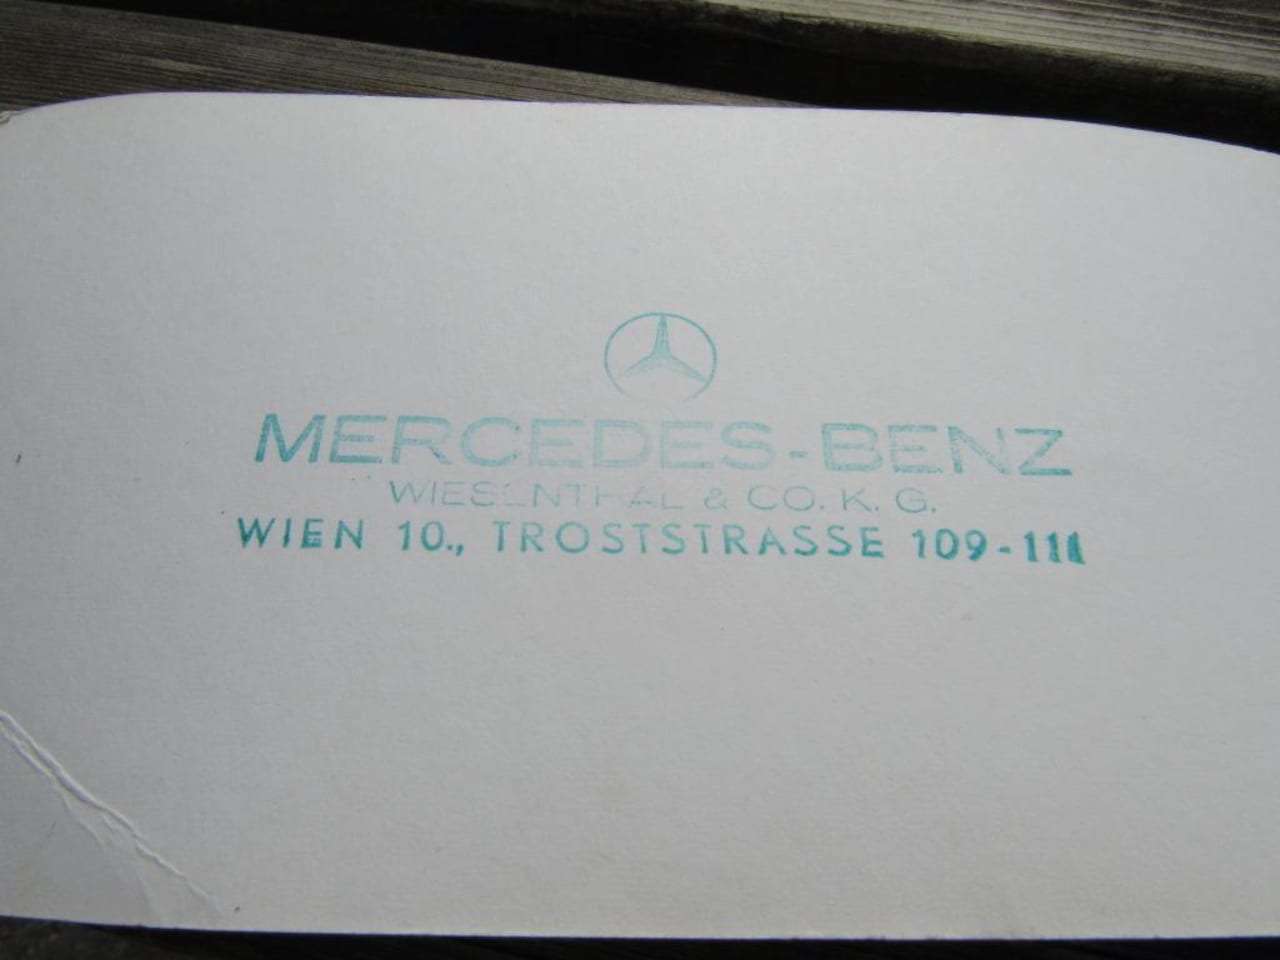 MERCEDES-BENZ
WIESENTHAL & CO. K. G.
WIEN 10., TROSTSTRASSE 109-111